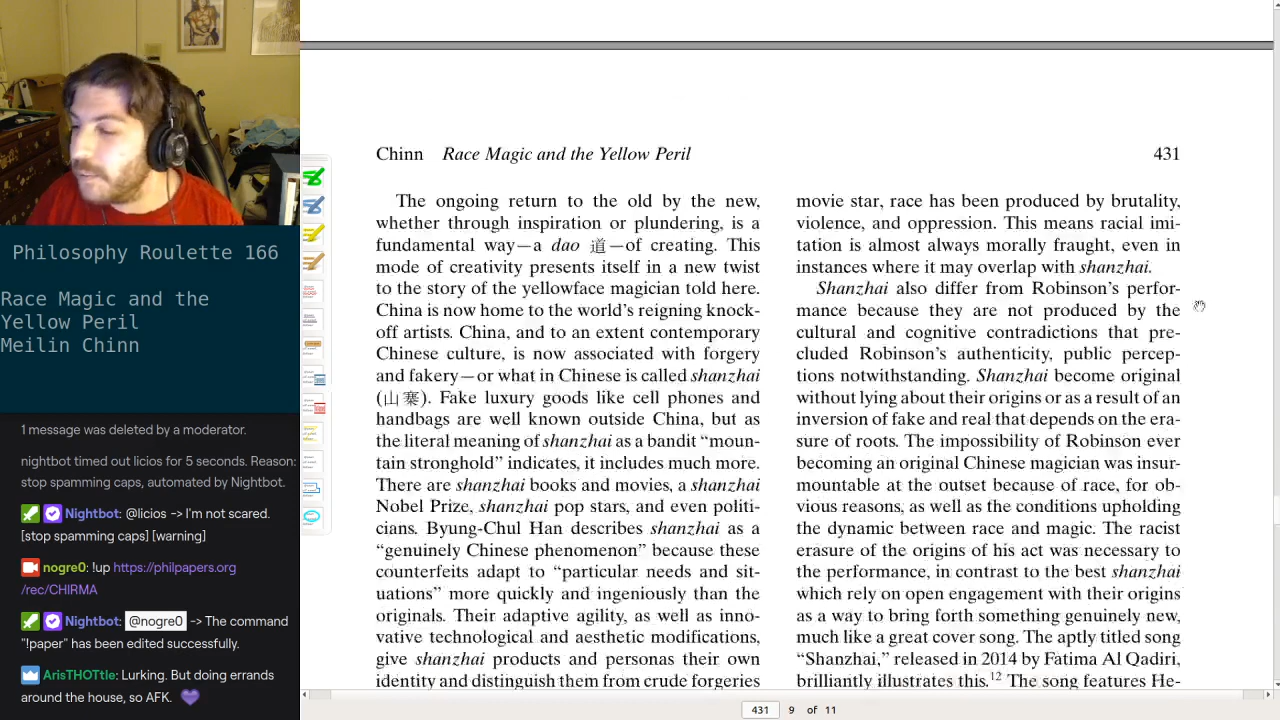 Philosophy Roulette 166
Race Magic and the
Yellow Peril
Meilin Chinn
1 message was deleted by a moderator.
nightbot timed out licios for 5 seconds. Reason:
stop spamming caps, automated by Nightbot.
Nightbot: @licios -> I'm not scared.
[stop spamming caps] [warning]
nogre0: !up https://philpapers.org
/rec/CHIRMA
Nightbot: @nogre0 -> The command
"!paper" has been edited successfully.
ArisTHOTtle: Lurking. But doing errands
around the house, so AFK.
Chinn Race Magic and the Yellow Peril 431
The ongoing return to the old by the new,
whether through inspiration or plundering, is a
fundamental way—a dao 道—of creating. This
mode of creativity presents itself in a new twist
to the story of the yellowface magician told here.
China is now home to the world's cunning knock-
off artists. China, and to an extent contemporary
Chinese culture, is now associated with forgery
and fakery—or what in Chinese is called shanzhai
(山寨). Fake luxury goods like cell phones and
handbags are well known outside China, but as
the literal meaning of shanzhai as a bandit "moun-
tain stronghold" indicates, it includes much more.
There are shanzhai books and movies, a shanzhai
Nobel Prize, shanzhai pop stars, and even politi-
cians. Byung-Chul Han describes shanzhai as a
"genuinely Chinese phenomenon" because these
counterfeits adapt to "particular needs and sit-
uations" more quickly and ingeniously than the
originals. Their adaptive agility, as well as inno-
vative technological and aesthetic modifications,
give shanzhai products and personas their own
identity and distinguish them from crude forgeries
movie star, race has been produced by brutality,
violence, and oppression. This means racial imi-
tation is almost always morally fraught, even in
instances where it may overlap with shanzhai.
Shanzhai also differ from Robinson's perfor-
mance because they are not produced by the
cultural and cognitive contradictions that pre-
cluded Robinson's authenticity, public percep-
tion notwithstanding. Shanzhai become originals
without lying about their origins or as a result of an
inversion of fake and real that depends on the era-
sure of roots. The impossibility of Robinson ever
becoming an original Chinese magician was insur-
mountable at the outset because of race, for ob-
vious reasons, as well as the conditions upholding
the dynamic between race and magic. The racist
erasure of the origins of his act was necessary to
the performance, in contrast to the best shanzhai
which rely on open engagement with their origins
as a way to bring forth something genuinely new,
much like a great cover song. The aptly titled song
"Shanzhai," released in 2014 by Fatima Al Qadiri,
brilliantly illustrates this.12 The song features He-
431 9 of 11